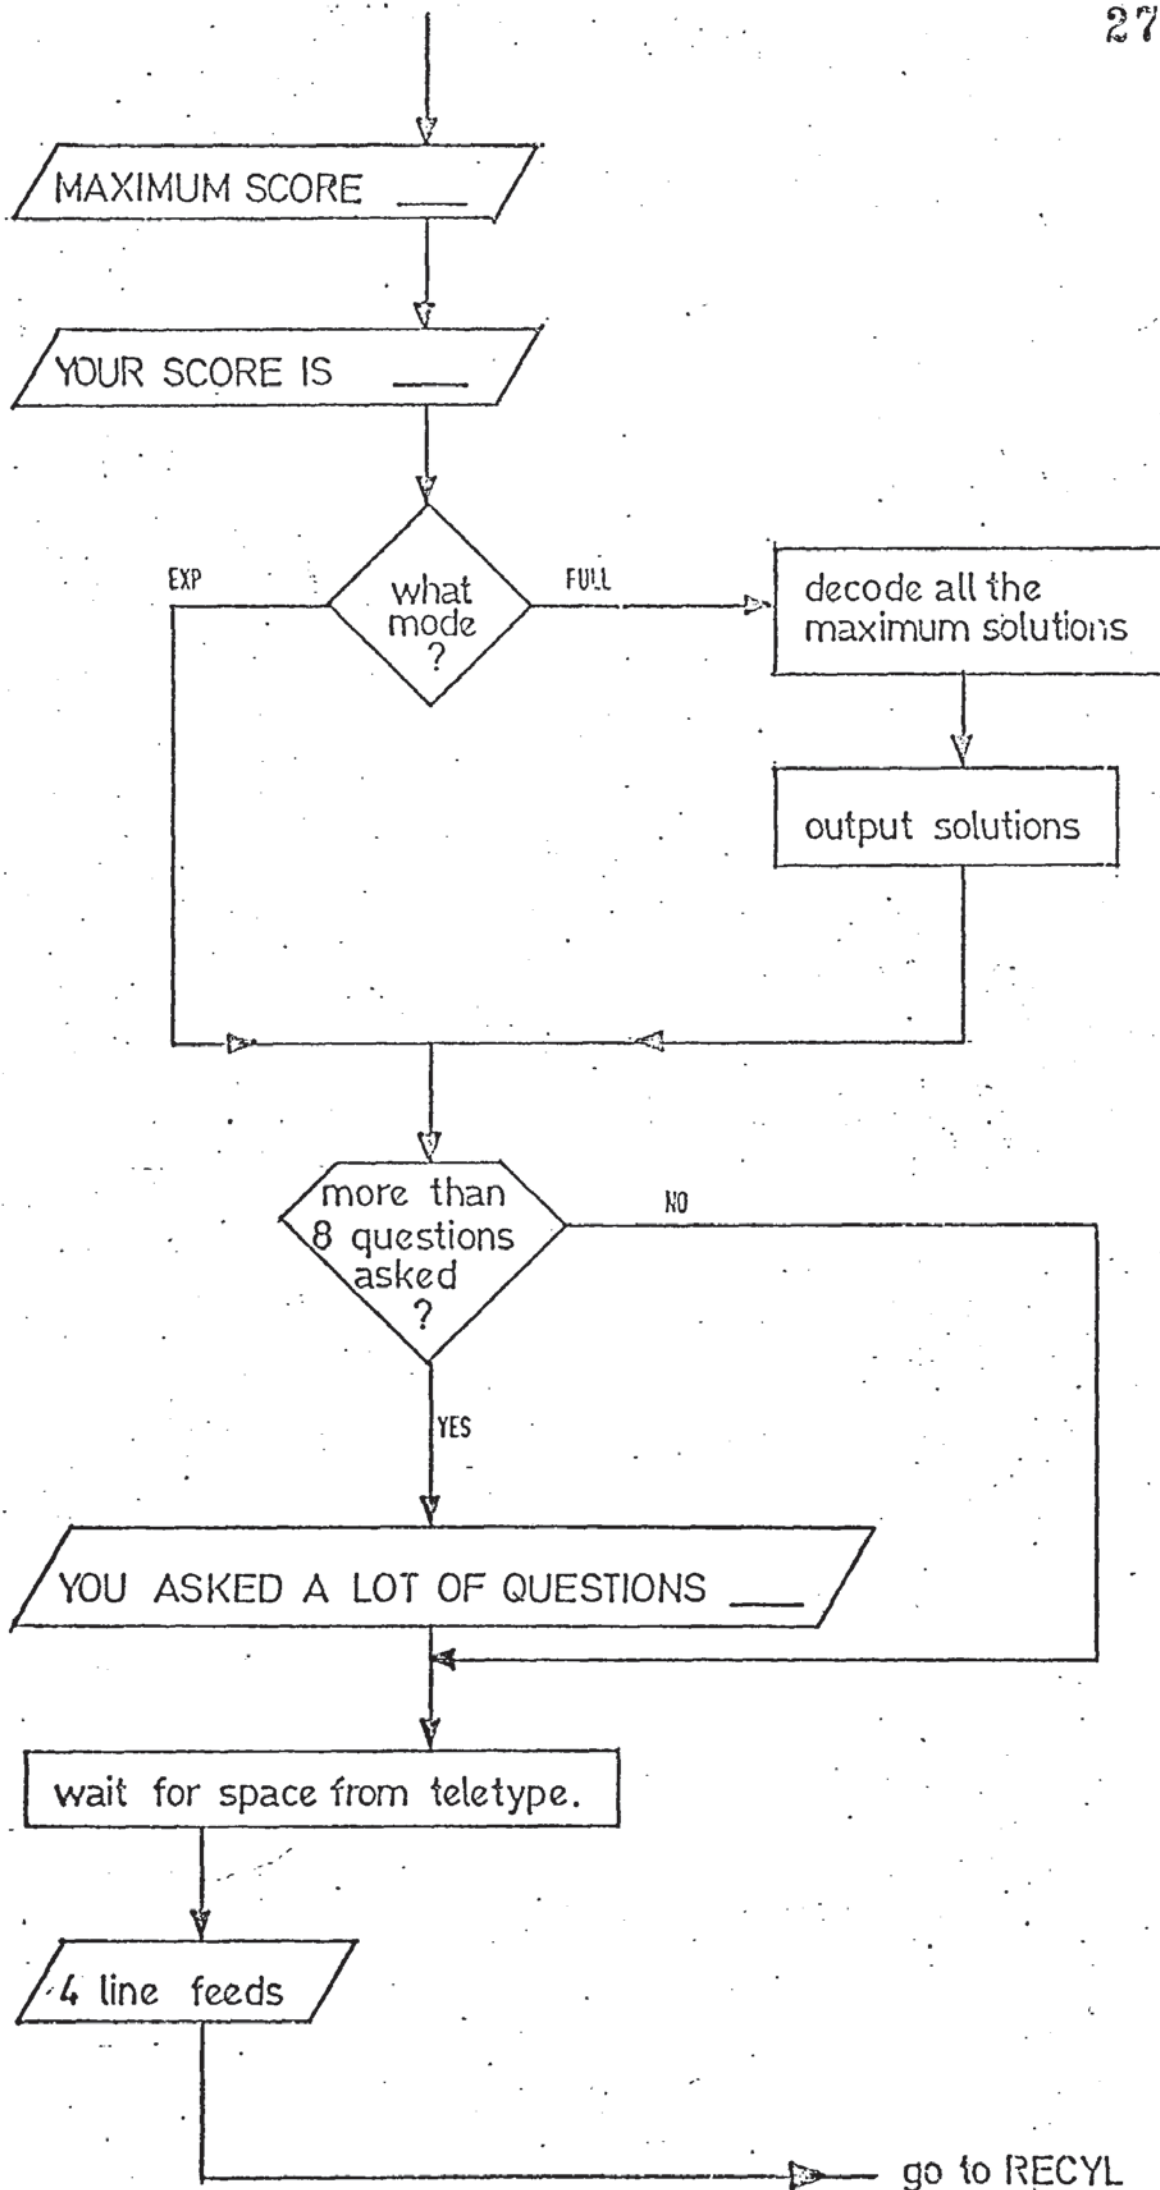 27
MAXIMUM SCORE ___
YOUR SCORE IS ___
EXP
what
mode
?
FULL
decode all the
maximum solutions
output solutions
more than
8 questions
asked
?
NO
YES
YOU ASKED A LOT OF QUESTIONS ___
wait for space from teletype.
4 line feeds
go to RECYL